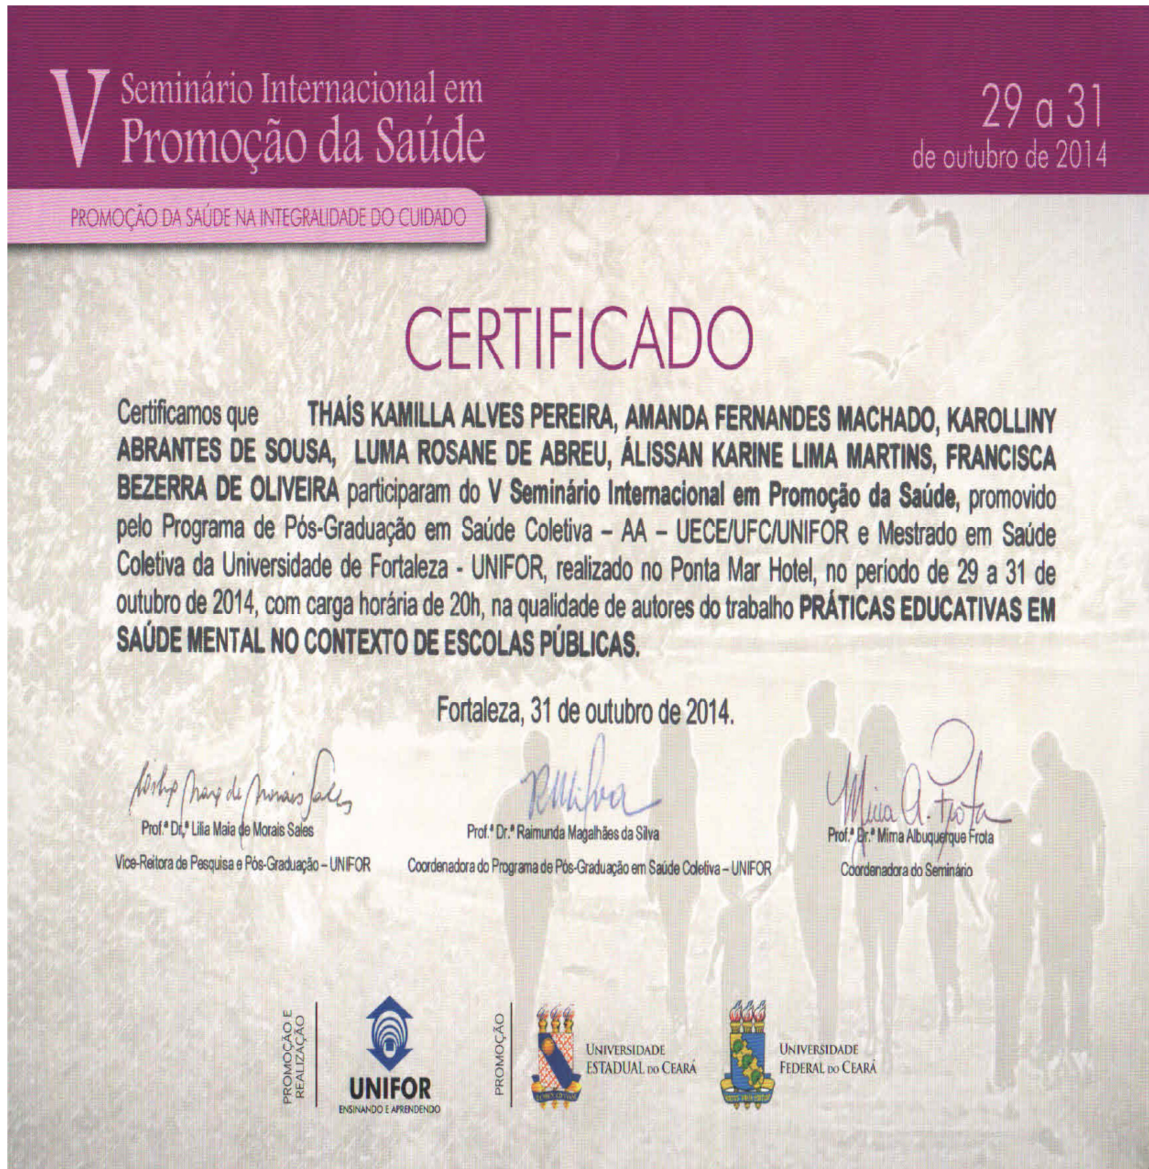 V Seminário Internacional em
Promoção da Saúde
29 a 31
de outubro de 2014
PROMOÇÃO DA SAÚDE NA INTEGRALIDADE DO CUIDADO
CERTIFICADO
Certificamos que THAÍS KAMILLA ALVES PEREIRA, AMANDA FERNANDES MACHADO, KAROLLINY
ABRANTES DE SOUSA, LUMA ROSANE DE ABREU, ÁLISSAN KARINE LIMA MARTINS, FRANCISCA
BEZERRA DE OLIVEIRA participaram do V Seminário Internacional em Promoção da Saúde, promovido
pelo Programa de Pós-Graduação em Saúde Coletiva – AA – UECE/UFC/UNIFOR e Mestrado em Saúde
Coletiva da Universidade de Fortaleza - UNIFOR, realizado no Ponta Mar Hotel, no período de 29 a 31 de
outubro de 2014, com carga horária de 20h, na qualidade de autores do trabalho PRÁTICAS EDUCATIVAS EM
SAÚDE MENTAL NO CONTEXTO DE ESCOLAS PÚBLICAS.
Fortaleza, 31 de outubro de 2014.
Prof.ª Dr.ª Lilia Maia de Morais Sales
Vice-Reitora de Pesquisa e Pós-Graduação – UNIFOR
Prof.ª Dr.ª Raimunda Magalhães da Silva
Coordenadora do Programa de Pós-Graduação em Saúde Coletiva – UNIFOR
Mirna A. Frota
Prof.ª Dr.ª Mirna Albuquerque Frota
Coordenadora do Seminário
PROMOÇÃO E
REALIZAÇÃO
UNIFOR
ENSINANDO E APRENDENDO
PROMOÇÃO
UNIVERSIDADE
ESTADUAL DO CEARÁ
UNIVERSIDADE
FEDERAL DO CEARÁ